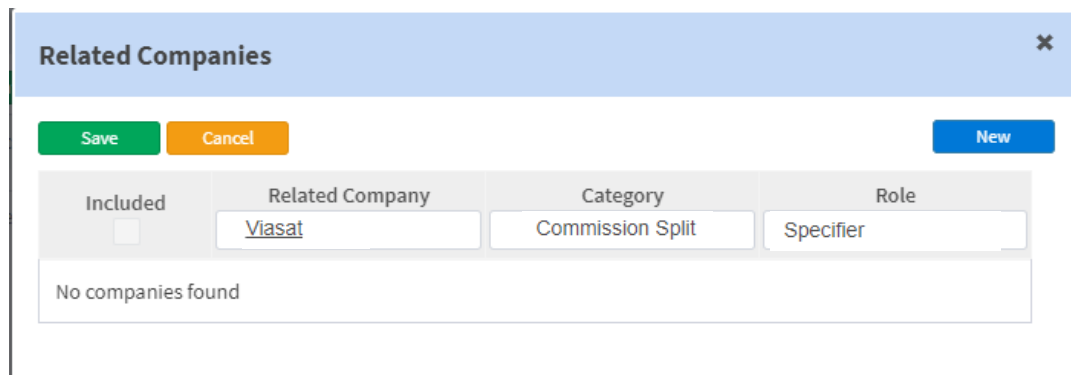 Related Companies
✖
Save Cancel New
Included Related Company Category Role
Viasat Commission Split Specifier
No companies found